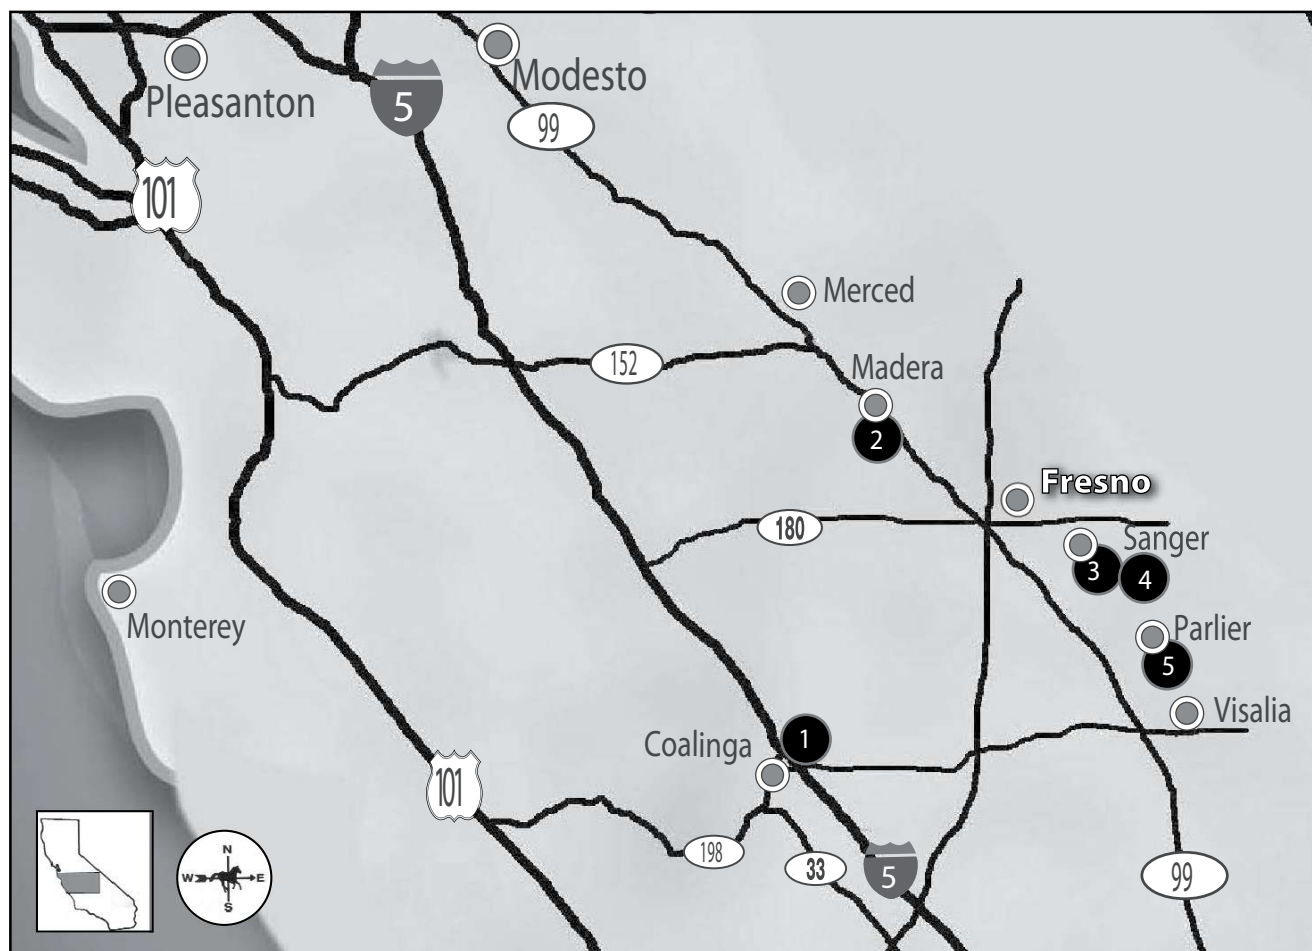 Pleasanton
Modesto
5
99
101
Merced
152
Madera
2
Fresno
180
Sanger
3
4
Monterey
Parlier
5
Visalia
Coalinga
1
101
198
33
5
99
N
W E
S